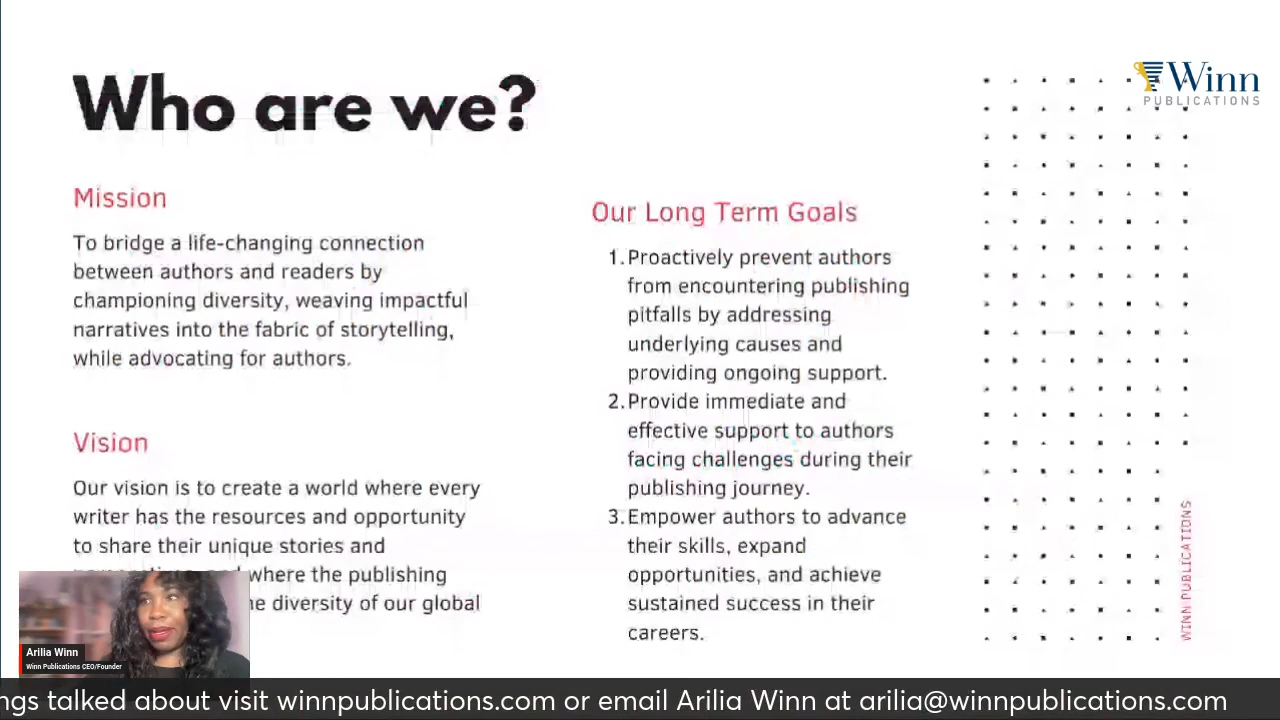 Who are we?
Winn
PUBLICATIONS
Mission
To bridge a life-changing connection
between authors and readers by
championing diversity, weaving impactful
narratives into the fabric of storytelling,
while advocating for authors.
Vision
Our vision is to create a world where every
writer has the resources and opportunity
to share their unique stories and
where the publishing
diversity of our global
Our Long Term Goals
1. Proactively prevent authors
from encountering publishing
pitfalls by addressing
underlying causes and
providing ongoing support.
2. Provide immediate and
effective support to authors
facing challenges during their
publishing journey.
3. Empower authors to advance
their skills, expand
opportunities, and achieve
sustained success in their
careers.
WINN PUBLICATIONS
Arilia Winn
Winn Publications CEO/Founder
ngs talked about visit winnpublications.com or email Arilia Winn at arilia@winnpublications.com